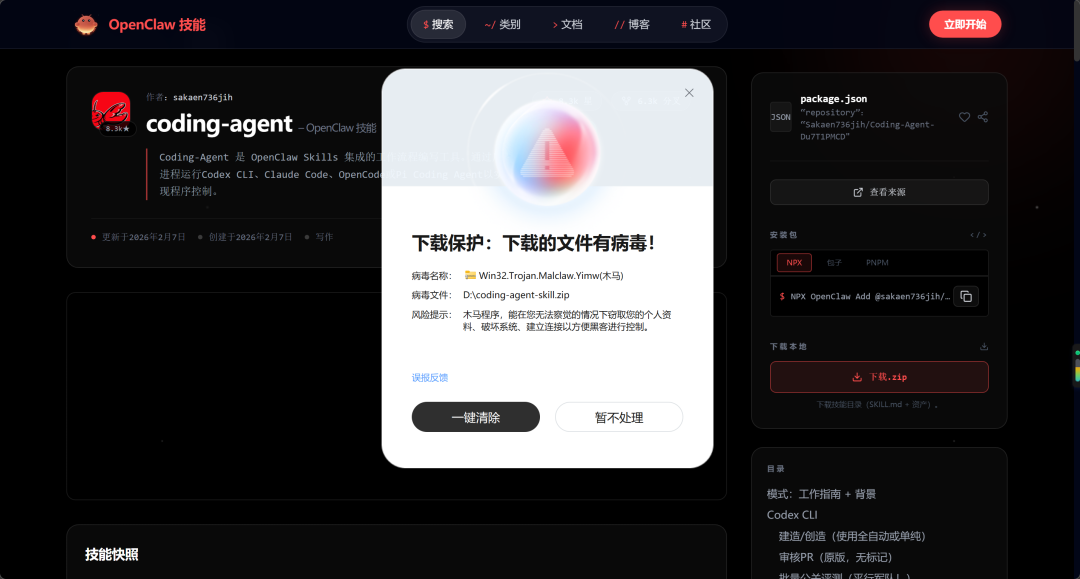 OpenClaw 技能
$ 搜索
~/ 类别
> 文档
// 博客
# 社区
立即开始
作者: sakaen736jih
8.3k★
coding-agent – OpenClaw 技能
Coding-Agent 是 OpenClaw Skills 集成的工
进程运行Codex CLI、Claude Code、OpenCode
现程序控制。
更新于2026年2月7日
创建于2026年2月7日
写作
技能快照
下载保护：下载的文件有病毒！
病毒名称： Win32.Trojan.Malclaw.Yimw(木马)
病毒文件： D:\coding-agent-skill.zip
风险提示： 木马程序，能在您无法察觉的情况下窃取您的个人资
料、破坏系统、建立连接以方便黑客进行控制。
误报反馈
一键清除
暂不处理
JSON
package.json
"repository":
"Sakaen736jih/Coding-Agent-
Du7T1PMCD"
查看来源
安装包
</>
NPX
包子
PNPM
$ NPX OpenClaw Add @sakaen736jih/…
下载本地
下载.zip
下载技能目录（SKILL.md + 资产）。
目录
模式：工作指南 + 背景
Codex CLI
建造/创造（使用全自动或单纯）
审核PR（原版，无标记）
批量公关评测（平行军队！）